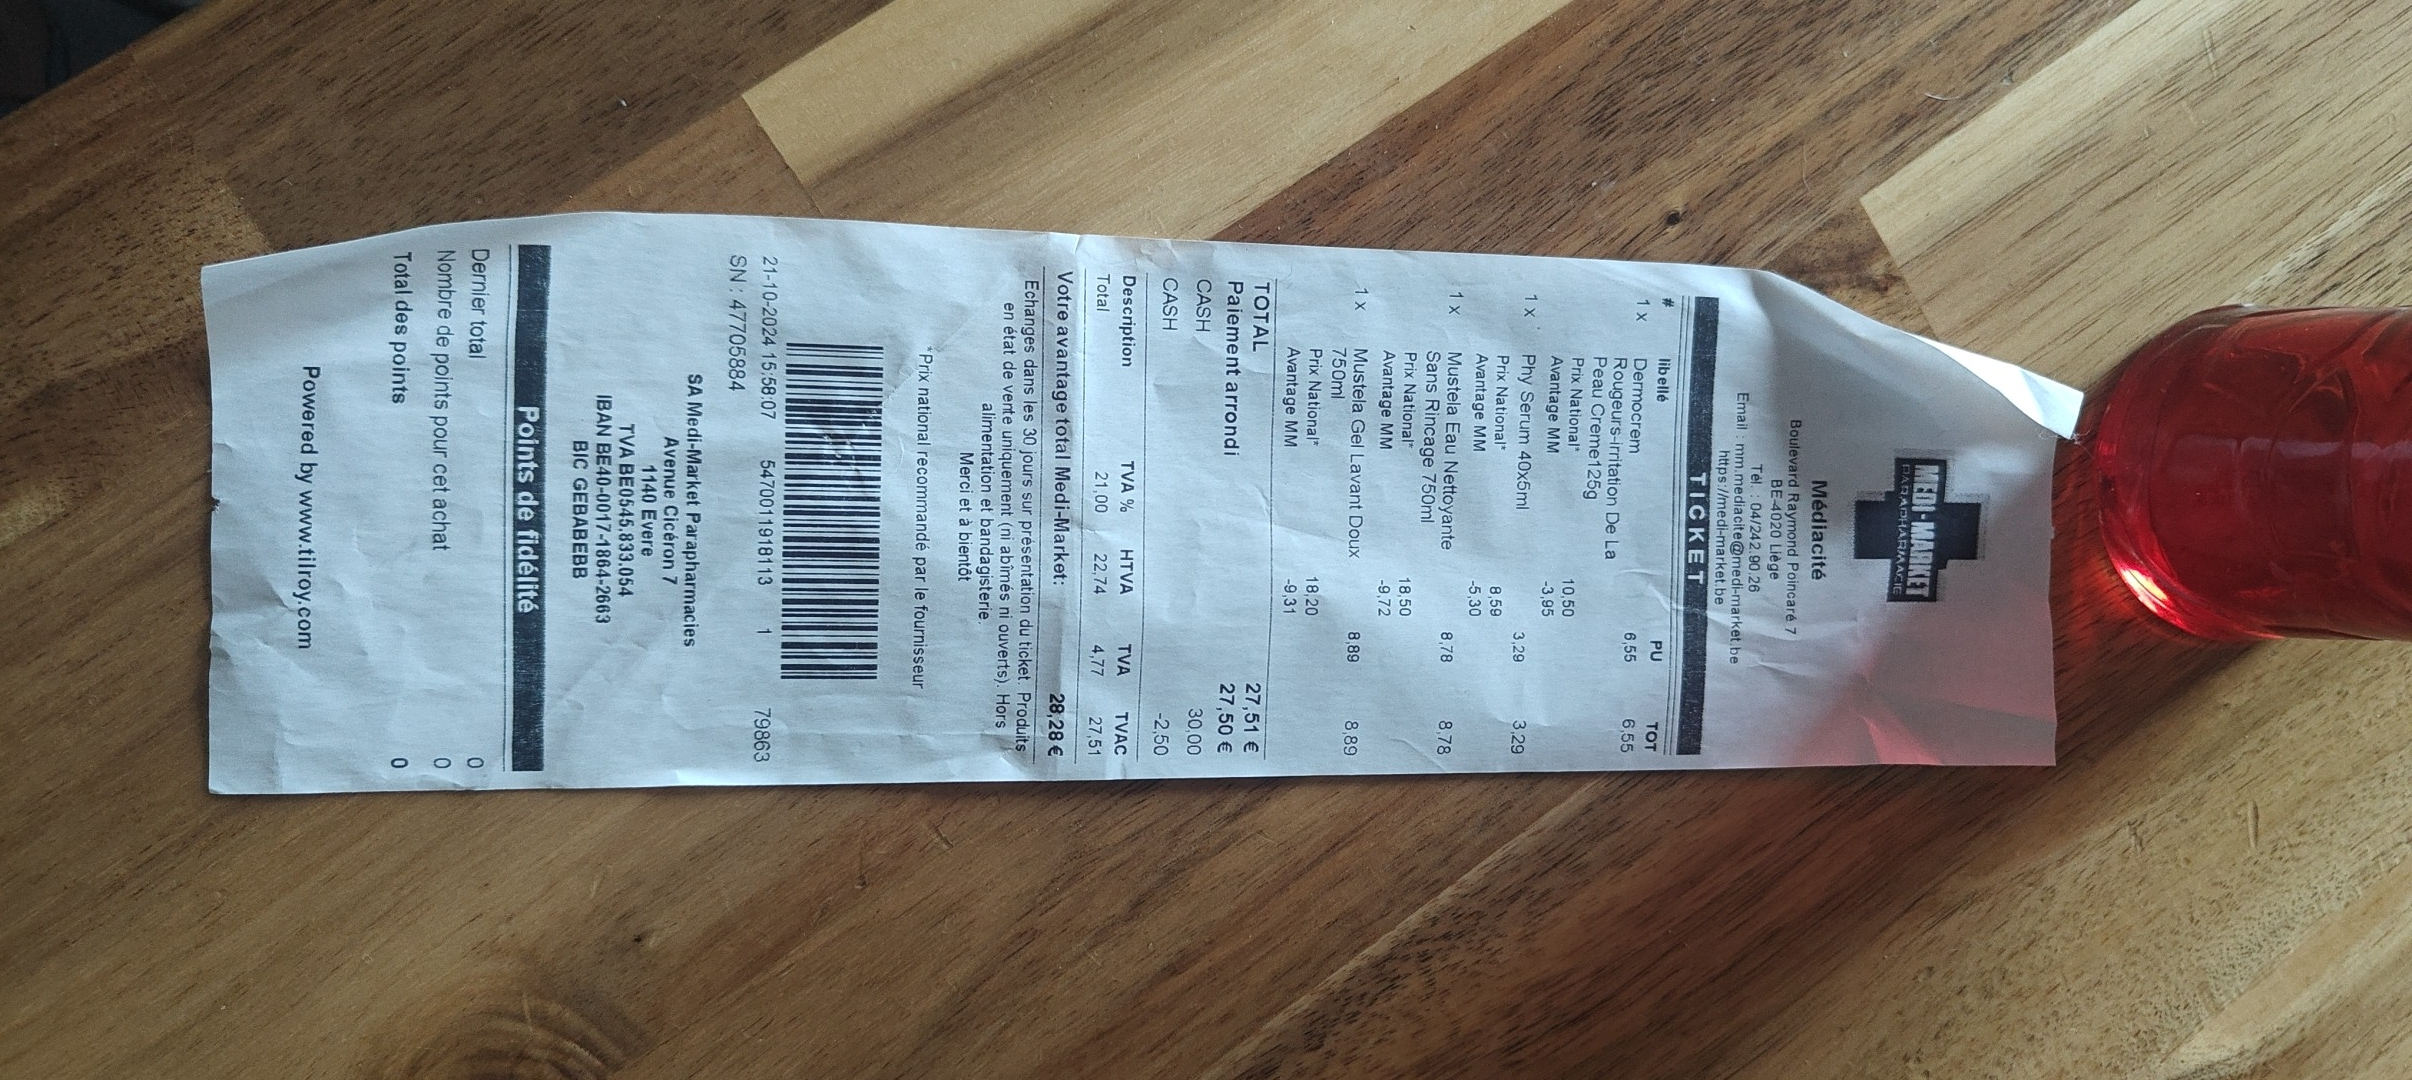 MEDI-MARKET
PARAPHARMACIE
Médiacité
Boulevard Raymond Poincaré 7
BE-4020 Liège
Tél. : 04/242.90.26
Email : mm.mediacite@medi-market.be
https://medi-market.be
TICKET
# libellé PU TOT
1 x Dermocrem 6,55 6,55
Rougeurs-Irritation De La
Peau Creme125g
Prix National* 10,50
Avantage MM -3,95
1 x Phy Serum 40x5ml 3,29 3,29
Prix National* 8,59
Avantage MM -5,30
1 x Mustela Eau Nettoyante 8,78 8,78
Sans Rincage 750ml
Prix National* 18,50
Avantage MM -9,72
1 x Mustela Gel Lavant Doux 8,89 8,89
750ml
Prix National* 18,20
Avantage MM -9,31
TOTAL 27,51 €
Paiement arrondi 27,50 €
CASH 30,00
CASH -2,50
Description TVA % HTVA TVA TVAC
Total 21,00 22,74 4,77 27,51
Votre avantage total Medi-Market: 28,28 €
Echanges dans les 30 jours sur présentation du ticket. Produits
en état de vente uniquement (ni abîmés ni ouverts). Hors
alimentation et bandagisterie.
Merci et à bientôt
*Prix national recommandé par le fournisseur
21-10-2024 15:58:07 5470011918113 1 79863
SN : 47705884
SA Medi-Market Parapharmacies
Avenue Cicéron 7
1140 Evere
TVA BE0545.833.054
IBAN BE40-0017-1864-2663
BIC GEBABEBB
Points de fidélité
Dernier total 0
Nombre de points pour cet achat 0
Total des points 0
Powered by www.tilroy.com